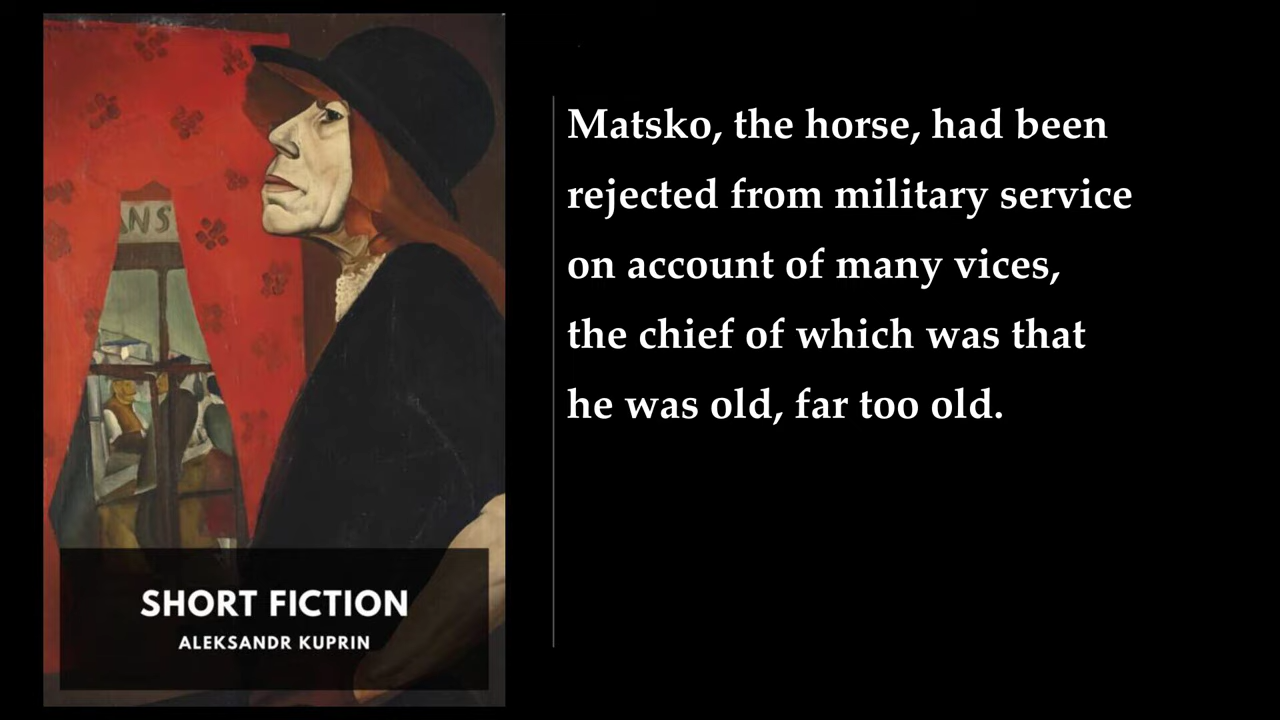 ANS
SHORT FICTION
ALEKSANDR KUPRIN
Matsko, the horse, had been
rejected from military service
on account of many vices,
the chief of which was that
he was old, far too old.